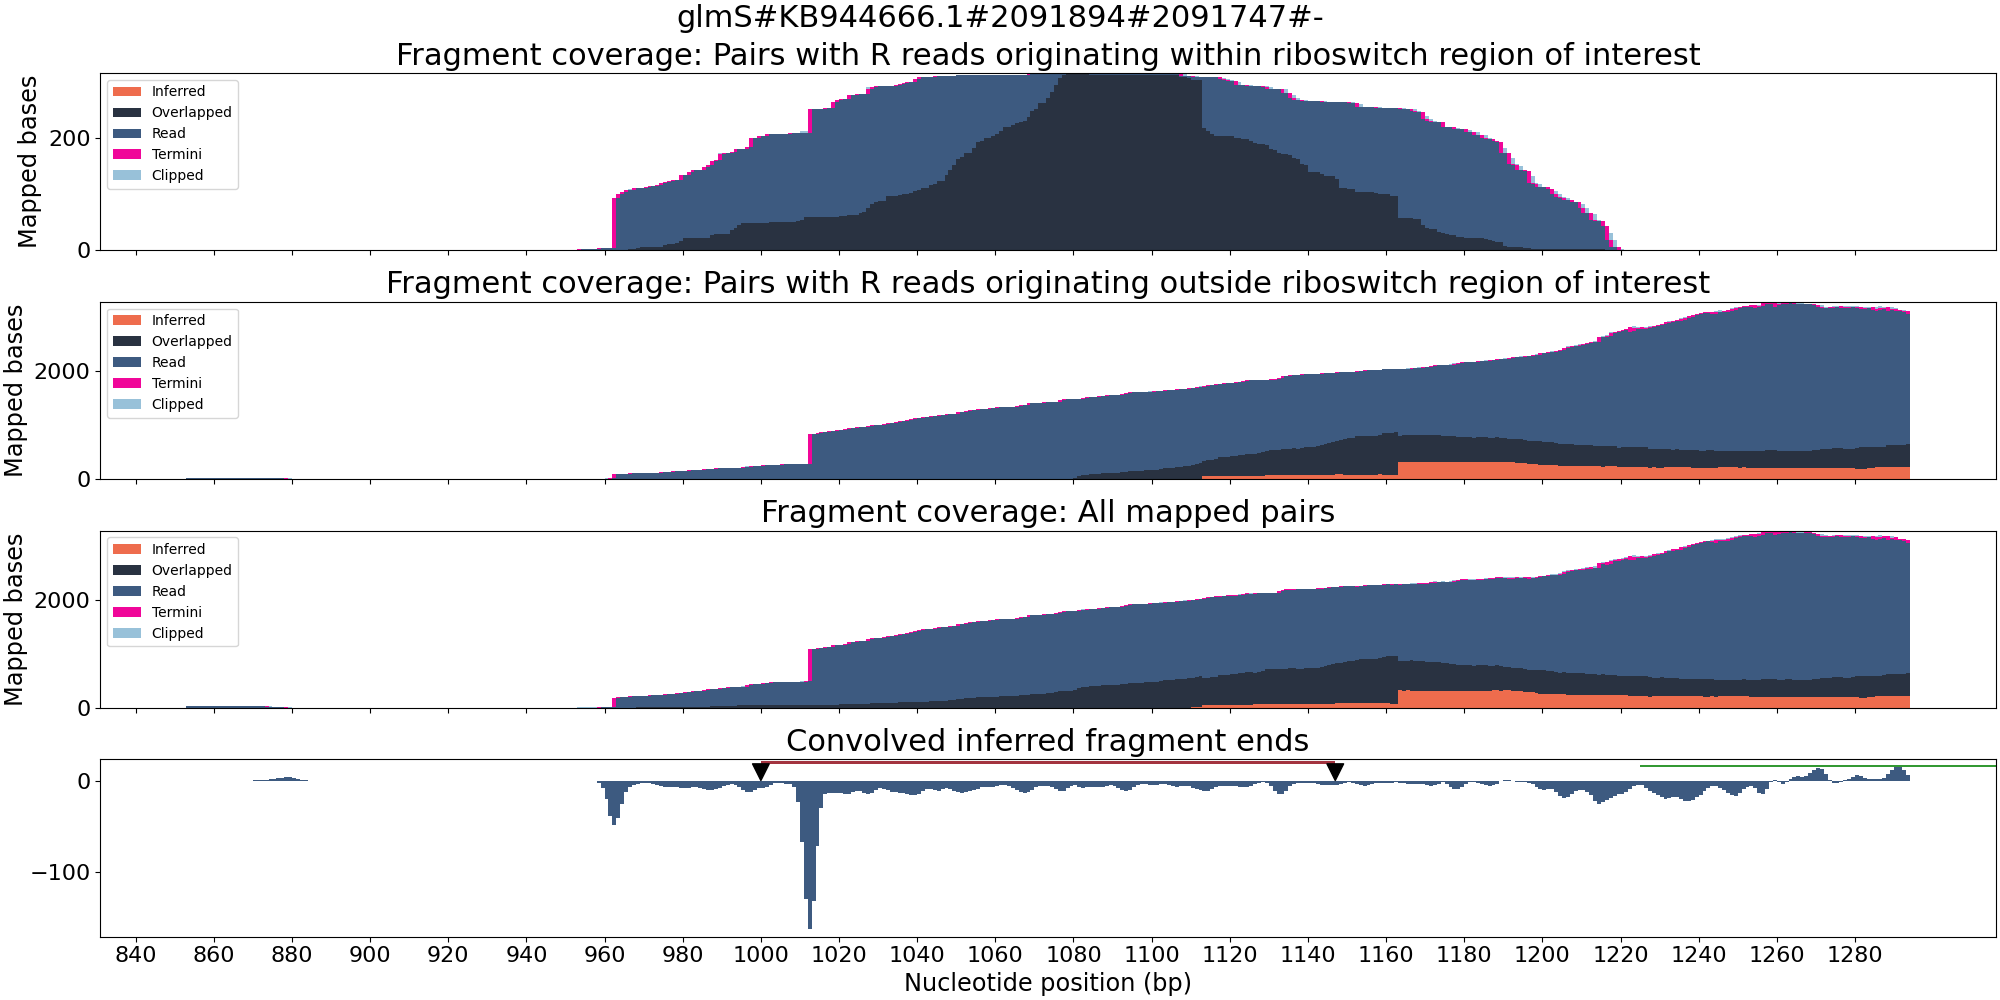 glmS#KB944666.1#2091894#2091747#-
Fragment coverage: Pairs with R reads originating within riboswitch region of interest
Mapped bases
200
0
Inferred
Overlapped
Read
Termini
Clipped
Fragment coverage: Pairs with R reads originating outside riboswitch region of interest
Mapped bases
2000
0
Inferred
Overlapped
Read
Termini
Clipped
Fragment coverage: All mapped pairs
Mapped bases
2000
0
Inferred
Overlapped
Read
Termini
Clipped
Convolved inferred fragment ends
0
−100
840 860 880 900 920 940 960 980 1000 1020 1040 1060 1080 1100 1120 1140 1160 1180 1200 1220 1240 1260 1280
Nucleotide position (bp)